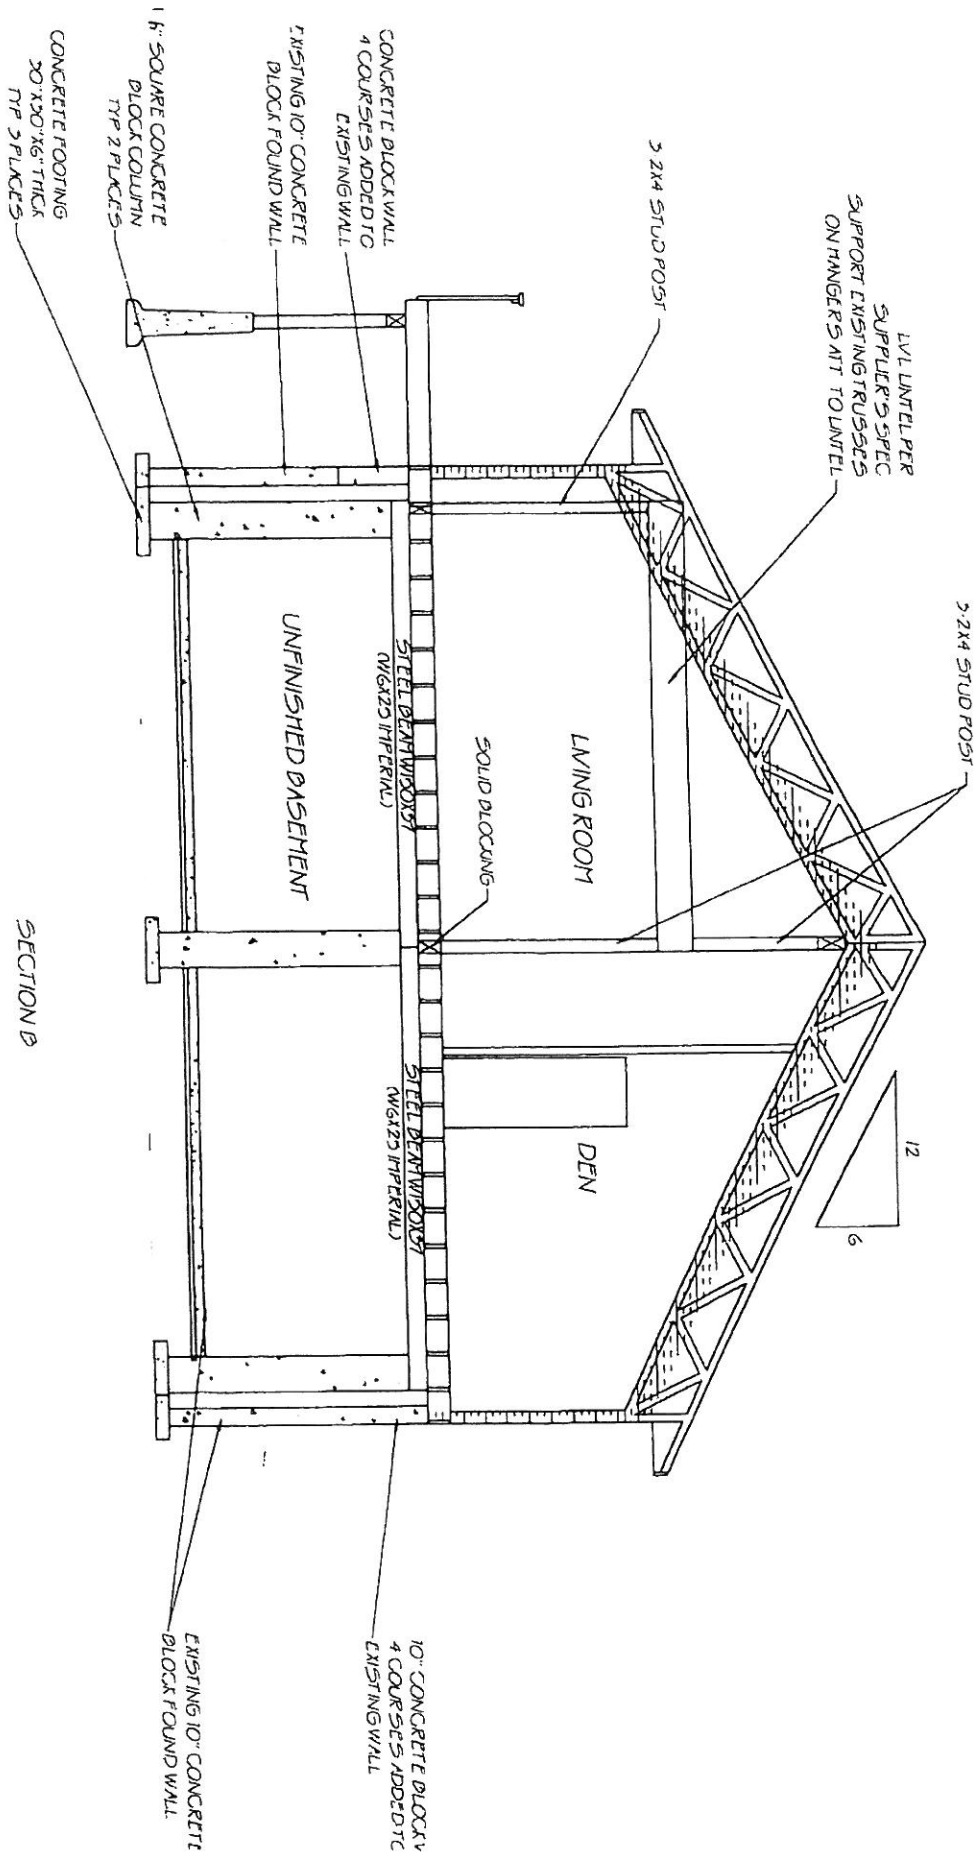 LVL LINTEL PER
SUPPLIER'S SPEC
SUPPORT EXISTING TRUSSES
ON HANGERS ATT TO LINTEL
3-2X4 STUD POST
3-2X4 STUD POST
12
6
CONCRETE BLOCK WALL
4 COURSES ADDED TO
EXISTING WALL
EXISTING 10" CONCRETE
BLOCK FOUND WALL
SQUARE CONCRETE
BLOCK COLUMN
TYP 2 PLACES
CONCRETE FOOTING
30"X30"X6" THICK
TYP 3 PLACES
LIVING ROOM
DEN
SOLID BLOCKING
STEEL BEAM W150X37
(W6X25 IMPERIAL)
STEEL BEAM W150X37
(W6X25 IMPERIAL)
UNFINISHED BASEMENT
10" CONCRETE BLOCK
4 COURSES ADDED TO
EXISTING WALL
EXISTING 10" CONCRETE
BLOCK FOUND WALL
SECTION B